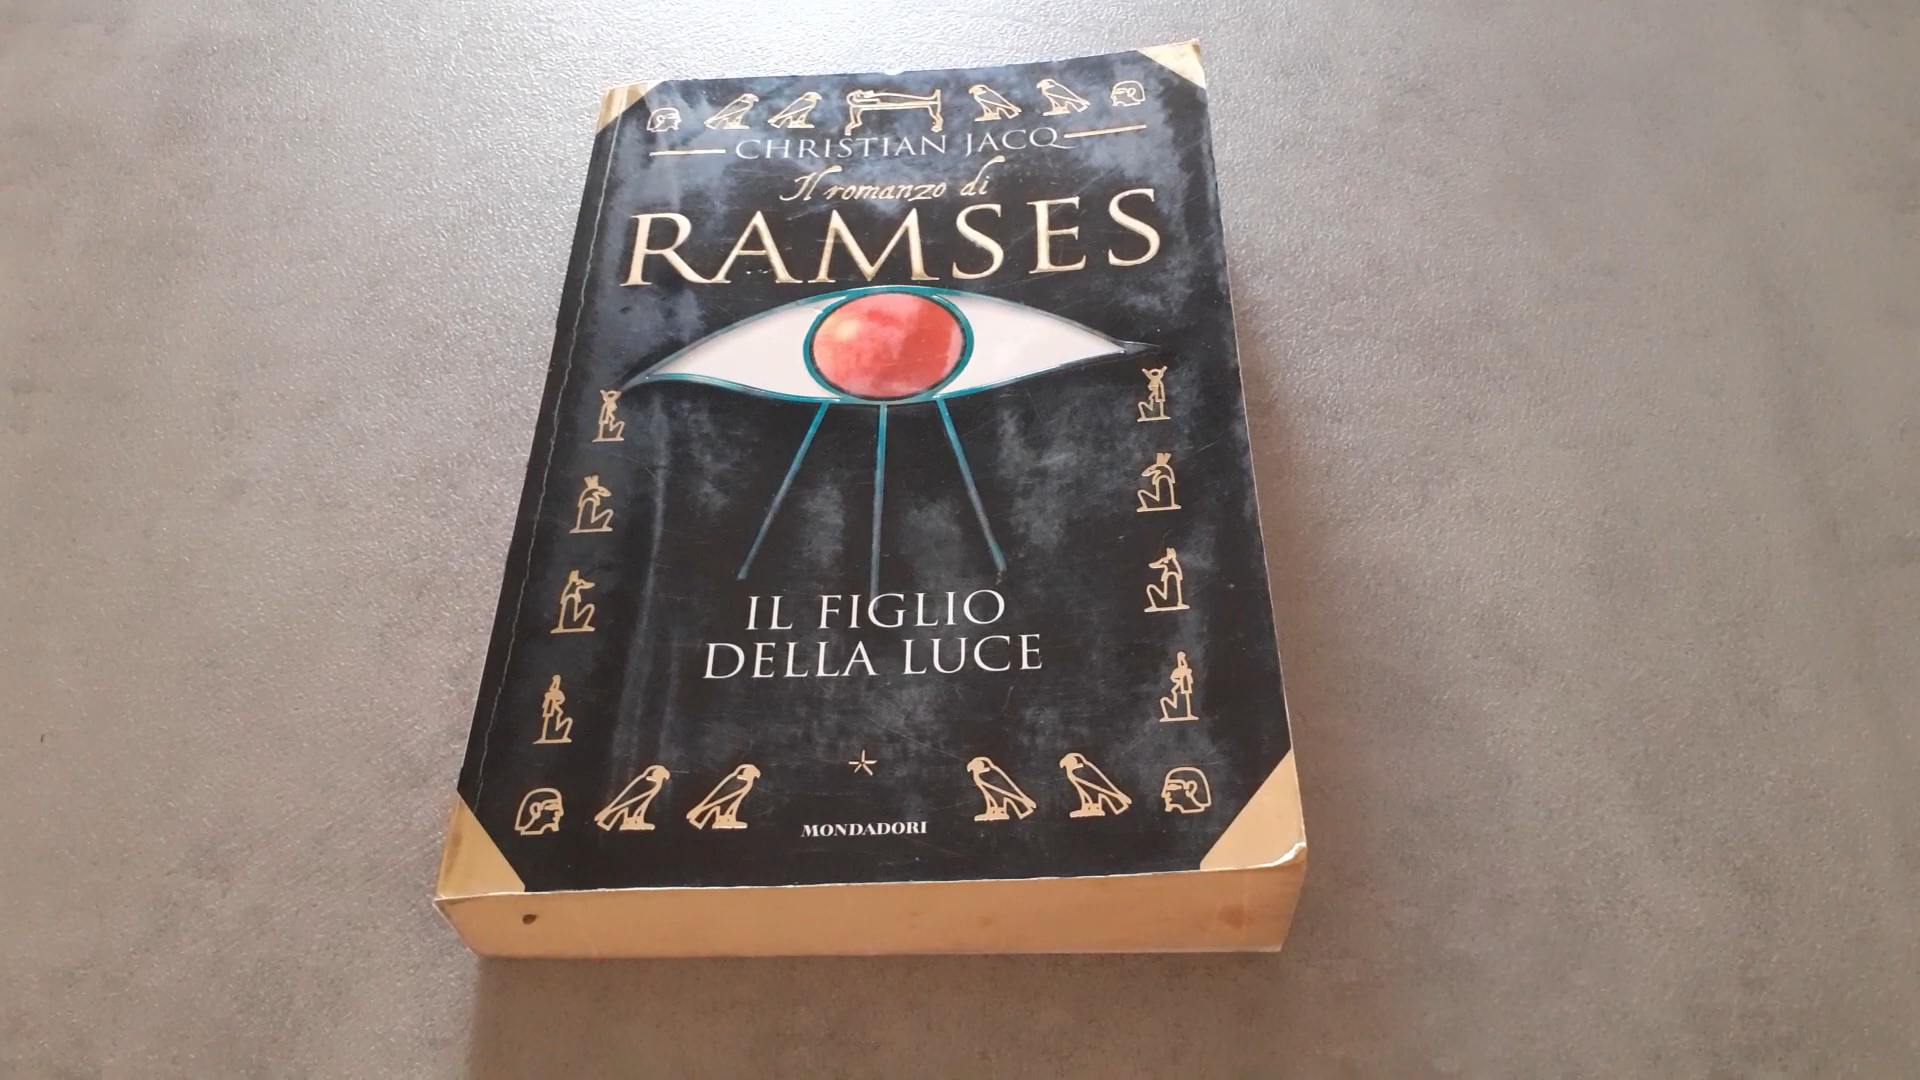 CHRISTIAN JACQ
Il romanzo di
RAMSES
IL FIGLIO
DELLA LUCE
MONDADORI